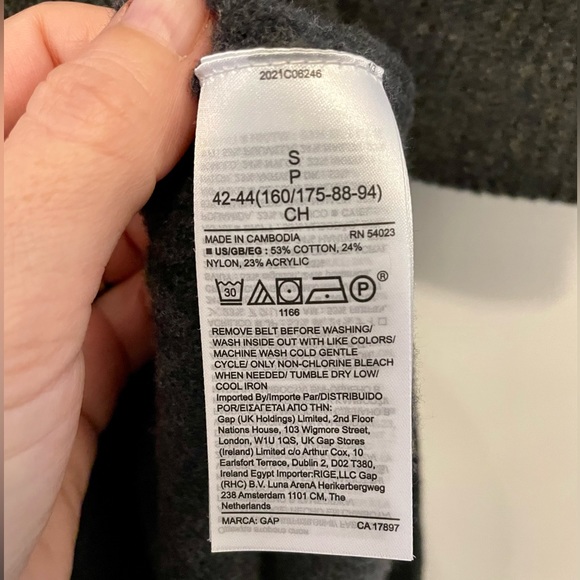 2021C06246
S
P
42-44(160/175-88-94)
CH
MADE IN CAMBODIA RN 54023
US/GB/EG : 53% COTTON, 24%
NYLON, 23% ACRYLIC
30 P ®
1166
REMOVE BELT BEFORE WASHING/
WASH INSIDE OUT WITH LIKE COLORS/
MACHINE WASH COLD GENTLE
CYCLE/ ONLY NON-CHLORINE BLEACH
WHEN NEEDED/ TUMBLE DRY LOW/
COOL IRON
Imported By/Importe Par/DISTRIBUIDO
POR/ΕΙΣΑΓΕΤΑΙ ΑΠΟ ΤΗΝ:
Gap (UK Holdings) Limited, 2nd Floor
Nations House, 103 Wigmore Street,
London, W1U 1QS, UK Gap Stores
(Ireland) Limited c/o Arthur Cox, 10
Earlsfort Terrace, Dublin 2, D02 T380,
Ireland Egypt Importer:RIGE,LLC Gap
(RHC) B.V. Luna ArenA Herikerbergweg
238 Amsterdam 1101 CM, The
Netherlands
MARCA: GAP CA 17897